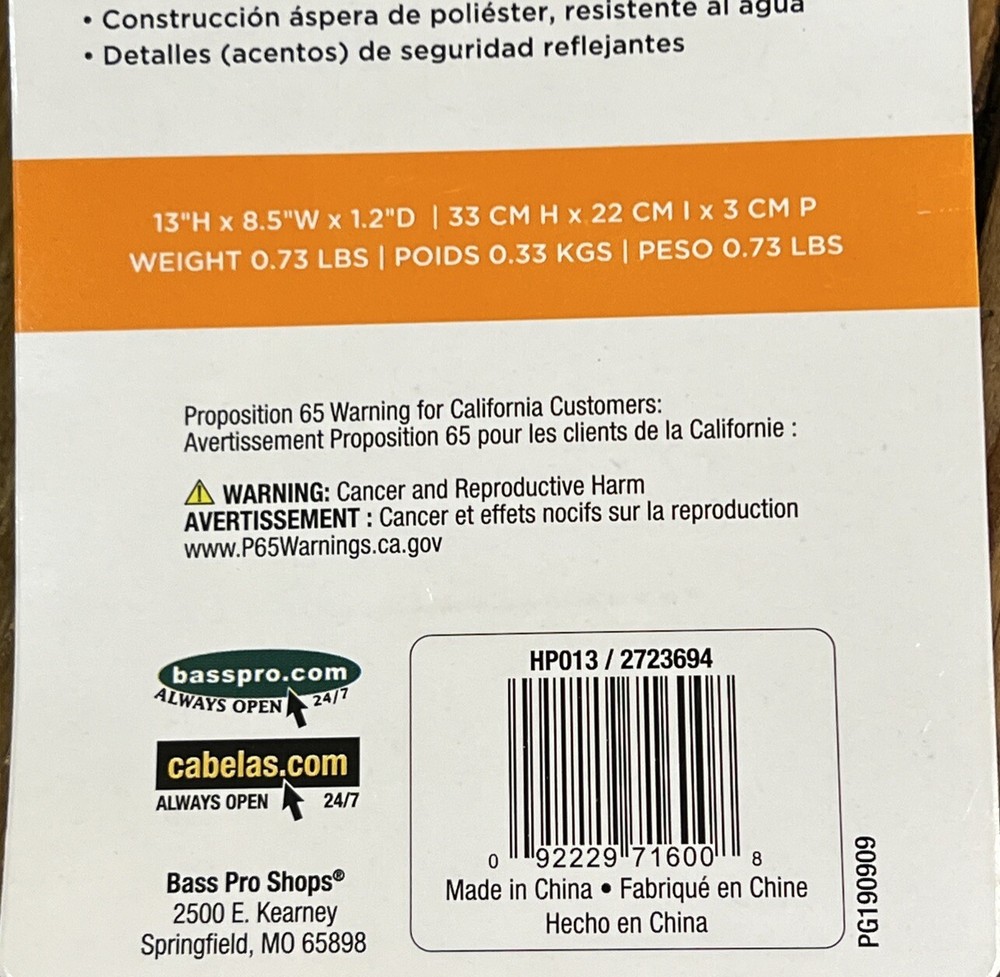 • Construcción áspera de poliéster, resistente al agua
• Detalles (acentos) de seguridad reflejantes
13"H x 8.5"W x 1.2"D | 33 CM H x 22 CM I x 3 CM P
WEIGHT 0.73 LBS | POIDS 0.33 KGS | PESO 0.73 LBS
Proposition 65 Warning for California Customers:
Avertissement Proposition 65 pour les clients de la Californie :
WARNING: Cancer and Reproductive Harm
AVERTISSEMENT : Cancer et effets nocifs sur la reproduction
www.P65Warnings.ca.gov
basspro.com
ALWAYS OPEN 24/7
cabelas.com
ALWAYS OPEN 24/7
Bass Pro Shops®
2500 E. Kearney
Springfield, MO 65898
HP013 / 2723694
0 92229 71600 8
Made in China • Fabriqué en Chine
Hecho en China
PG190909